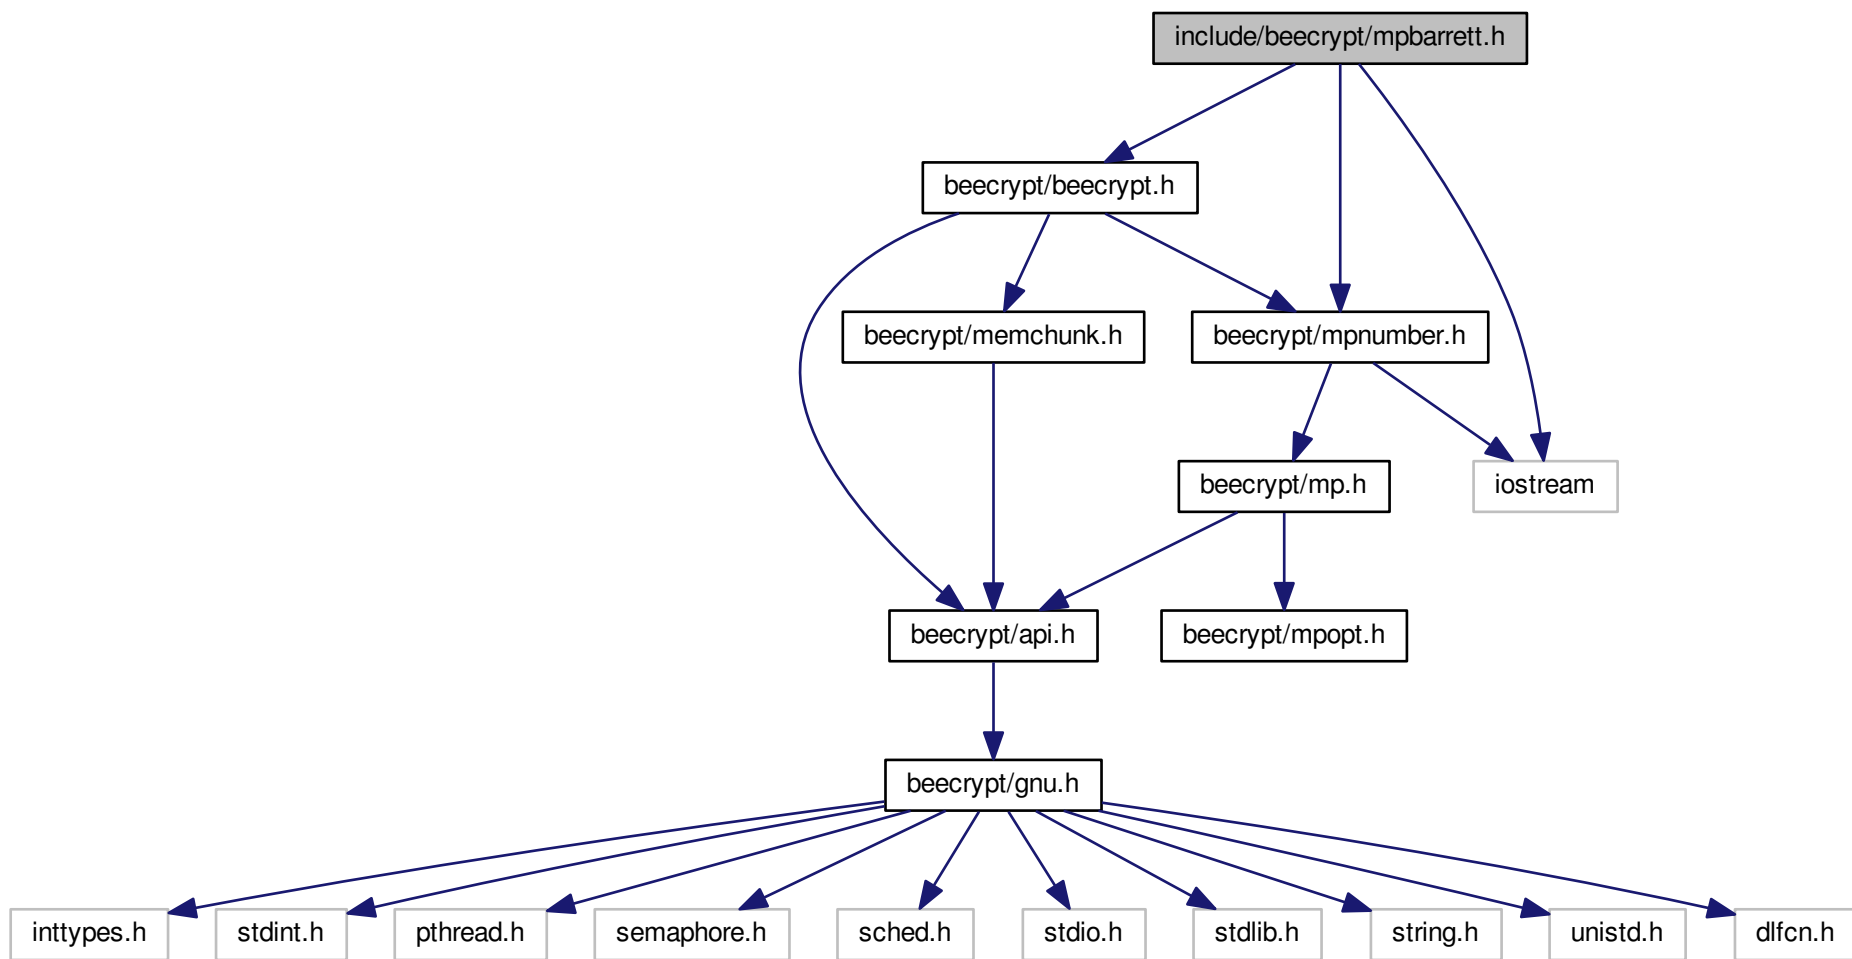 include/beecrypt/mpbarrett.h
beecrypt/beecrypt.h
beecrypt/memchunk.h
beecrypt/mpnumber.h
beecrypt/mp.h
iostream
beecrypt/api.h
beecrypt/mpopt.h
beecrypt/gnu.h
inttypes.h
stdint.h
pthread.h
semaphore.h
sched.h
stdio.h
stdlib.h
string.h
unistd.h
dlfcn.h